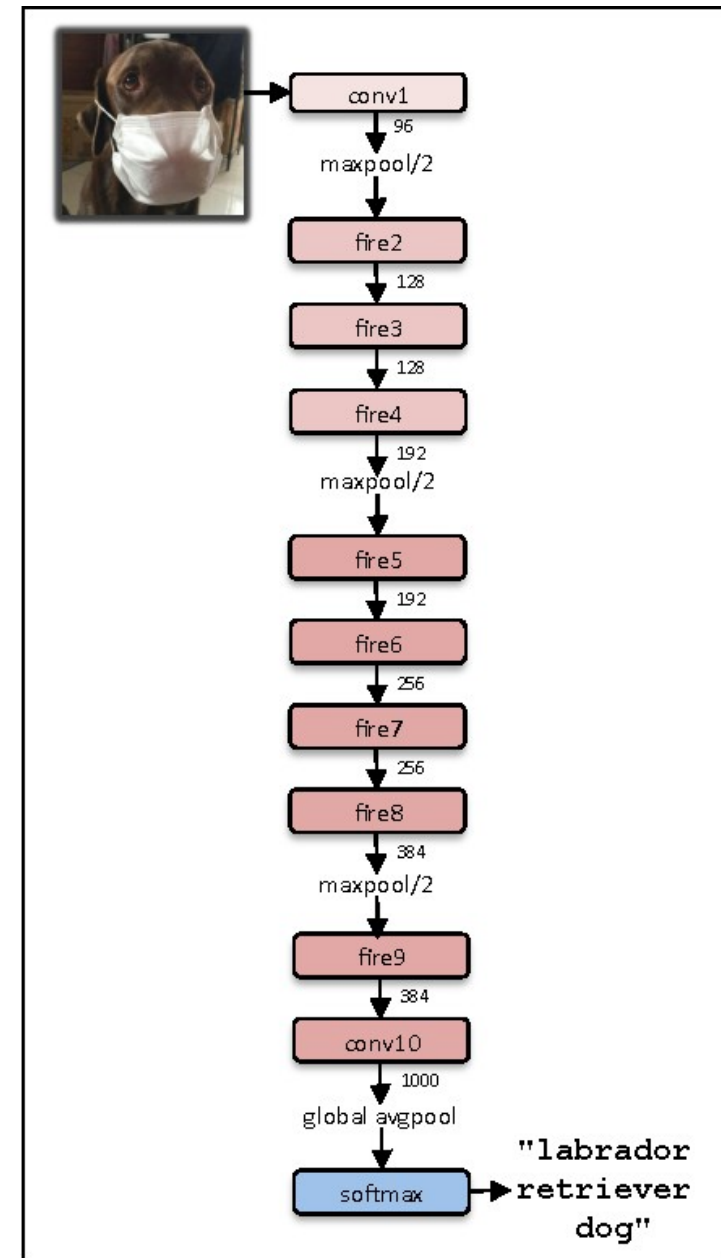 conv1
96
maxpool/2
fire2
128
fire3
128
fire4
192
maxpool/2
fire5
192
fire6
256
fire7
256
fire8
384
maxpool/2
fire9
384
conv10
1000
global avgpool
softmax
"labrador
retriever
dog"